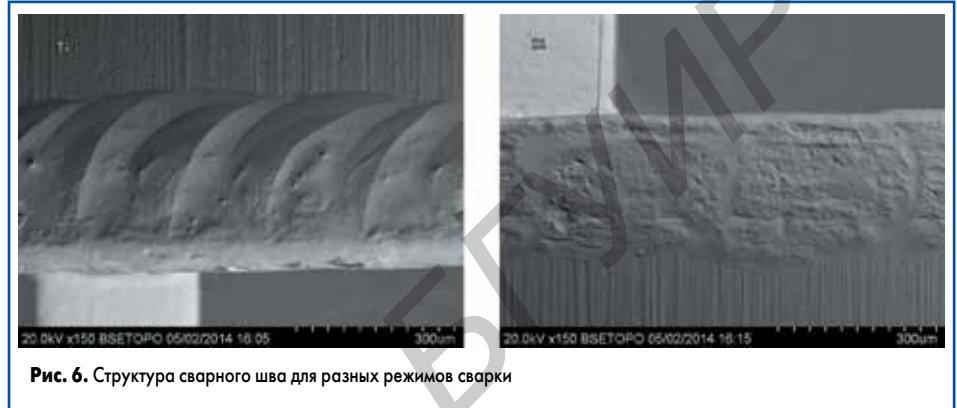 20.0kV x150 BSETOPO 05/02/2014 16:05 300um
20.0kV x150 BSETOPO 05/02/2014 16:15 300um
Рис. 6. Структура сварного шва для разных режимов сварки
БГУИР